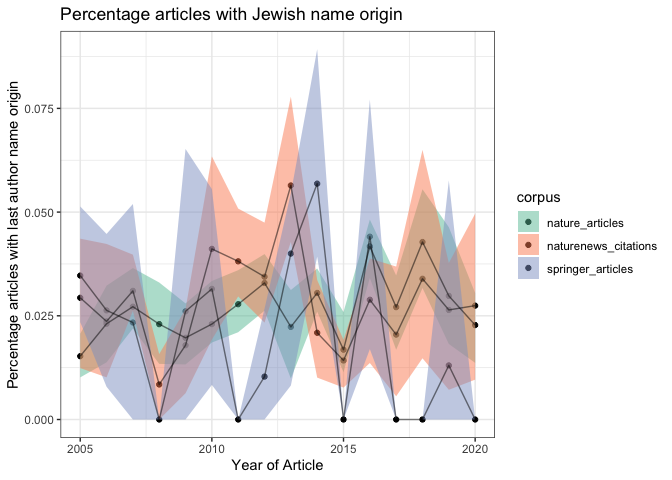 Percentage articles with Jewish name origin
Percentage articles with last author name origin
0.075
0.050
0.025
0.000
2005 2010 2015 2020
Year of Article
corpus
nature_articles
naturenews_citations
springer_articles